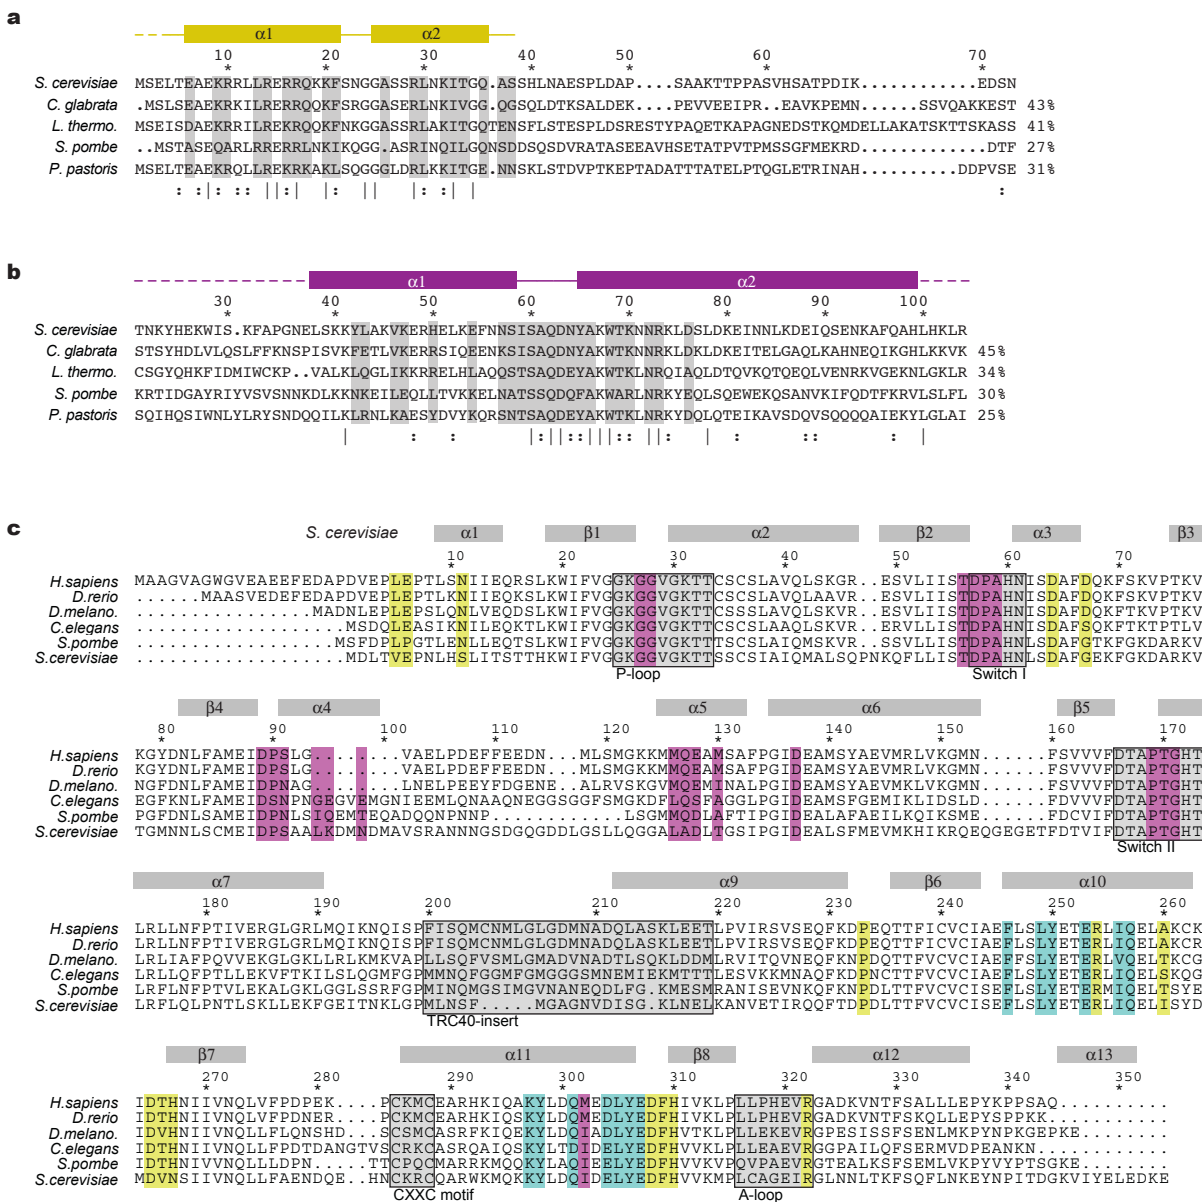 a
α1 α2
10 20 30 40 50 60 70
* * * * * * *
S. cerevisiae MSELTEAEKRRLLRERRQKKFSNGGASSRLNKITGQ.ASSHLNAESPLDAP....SAAKTTPPASVHSATPDIK........EDSN
C. glabrata .MSLSEAEKRKILRERRQQKFSRGGASERLNKIVGG.QGSQLDTKSALDEK....PEVVEEIPR..EAVKPEMN......SSVQAKKEST 43%
L. thermo. MSEISDAEKRRILREKRQQKFNKGGASSRLAKITGQTENSFLSTESPLDSRESTYPAQETKAPAGNEDSTKQMDELLAKATSKTTSKASS 41%
S. pombe ..MSTASEQARLRRERRLNKIKQGG.ASRINQILGQNSDDSQSDVRATASEEAVHSETATPVTPMSSGFMEKRD...........DTF 27%
P. pastoris MSELTEAEKRQLLREKRKAKLSQGGGLDRLKKITG.NNSKLSTDVPTKEPTADATTTATELPTQGLETRINAH..........DDPVSE 31%
b
α1 α2
30 40 50 60 70 80 90 100
* * * * * * * *
S. cerevisiae TNKYHEKWIS.KFAPGNELSKKYLAKVKERHELKEFNNSISAQDNYAKWTKNNRKLDSLDKEINNLKDEIQSENKAFQAHLHKLR
C. glabrata STSYHDLVLQSLFFKNSPISVKFETLVKERRSIQEENKSISAQDNYAKWTKNNRKLDKLDKEITELGAQLKAHNEQIKGHLKKVK 45%
L. thermo. CSGYQHKFIDMIWCKP..VALKLQGLIKKRRELHLAQQSTSAQDEYAKWTKNNRQIAQLDTQVKQTQEQLVENRKVGEKNLGKLR 34%
S. pombe KRTIDGAYRIYVSVSNNKDLKKNKEILEQLLTVKKELNATSSQDQFAKWARLNRKYEQLSQEWEKQSANVKIFQDTFKRVLSLFL 30%
P. pastoris SQIHQSIWNLYLRYSNDQQILKLRNLKAESYDVYKQRSNTSAQDEYAKWTKLNRKYDQLQTEIKAVSDQVSQQQQAIEKYLGLAI 25%
c
S. cerevisiae α1 β1 α2 β2 α3 β3
10 20 30 40 50 60 70
* * * * * * *
H.sapiens MAAGVAGWGVEAEEFEDAPDVEPLEPTLSNIIEQRSLKWIFVGGKGGVGKTTCSCSLAVQLSKGR..ESVLIISTDPAHNISDAFDQKFSKVPTKV
D.rerio ......MAASVEDEFEDAPDVEPLEPTLKNIIEQKSLKWIFVGGKGGVGKTTCSCSLAVQLAAVR..ESVLIISTDPAHNISDAFDQKFSKVPTKV
D.melano. ................MADNLEPLEPSLQNLVEQDSLKWIFVGGKGGVGKTTCSSSLAVQLSKVR..ESVLIISTDPAHNISDAFDQKFTKVPTKV
C.elegans ...................MSDQLEASIKNILEQKTLKWIFVGGKGGVGKTTCSCSLAAQLSKVR..ERVLLISTDPAHNISDAFSQKFTKTPTLV
S.pombe ..................MSFDPLPGTLENLLEQTSLKWIFVGGKGGVGKTTTSCSLAIQMSKVR..SSVLLISTDPAHNLSDAFGTKFGKDARKV
S.cerevisiae ...................MDLTVEPNLHSLITSTTHKWIFVGGKGGVGKTTSSCSIAIQMALSQPNKQFLLISTDPAHNLSDAFGEKFGKDARKV
P-loop Switch I
β4 α4 α5 α6 β5
80 90 100 110 120 130 140 150 160 170
* * * * * * * * * *
H.sapiens KGYDNLFAMEIDPSLG.......VAELPDEFFEEDN...MLSMGKKMMQEAMSAFPGIDEAMSYAEVMRLVKGMN......FSVVVFDTAPTGHT
D.rerio KGYDNLFAMEIDPNLG.......VAELPDEFFEEDN...MLSMGKKMMQEAMSAFPGIDEAMSYAEVMRLVKGMN......FSVVVFDTAPTGHT
D.melano. NGFDNLFAMEIDPNAG.......LNELPEEYFDGENE..ALRVSKGVMQEMINALPGIDEAMSYAEVMKLVKGMN......FSVVVFDTAPTGHT
C.elegans EGFKNLFAMEIDSNPNGEGVEMGNIEEMLQNAAQNEGGSGGFSMGKDFLQSFAGGLPGIDEAMSFGEMIKLIDSLD......FDVVVFDTAPTGHT
S.pombe PGFDNLSAMEIDPNLSIQEMTEQADQQNPNNP........LSGMMQDLAFTIPGIDEALAFAEILKQIKSME......FDCVIFDTAPTGHT
S.cerevisiae TGMNNLSCMEIDPSAALKDMNDMAVSRANNNGSDGQGDDLGSLLQGGALADLTGSIPGIDEALSFMEVMKHIKRQEQGEGETFDTVIFDTAPTGHT
Switch II
α7 α9 β6 α10
180 190 200 210 220 230 240 250 260
* * * * * * * * *
H.sapiens LRLLNFPTIVERGLGRLMQIKNQISPFISQMCNMLGLGDMNADQLASKLEETLPVIRSVSEQFKDPEQTTFICVCIAEFLSLYETERLIQELAKCK
D.rerio LRLLNFPTIVERGLGRLMQIKNQISPFISQMCNMLGLGDMNADQLASKLEETLPVIRSVSEQFKDPEQTTFICVCIAEFLSLYETERLIQELAKCK
D.melano. LRLIAFPQVVEKGLGKLLRLKMKVAPLLSQFVSMLGMADVNADTLSQKLDDMLRVITQVNEQFKNPDQTTFVCVCIAEFFSLYETERLVQELTKCG
C.elegans LRLLQFPTLLEKVFTKILSLQGMFGPMMNQFGGMFGMGGGSMNEMIEKMTTTLESVKKMNAQFKDPNCTTFVCVCIAEFLSLYETERLIQELSKQG
S.pombe LRFLNFPTVLEKALGKLGGLSSRFGPMINQMGSIMGVNANEQDLFG.KMESMRANISEVNKQFKNPDLTTFVCVCISEFLSLYETERMIQELTSYE
S.cerevisiae LRFLQLPNTLSKLLEKFGEITNKLGPMLNSF.....MGAGNVDISG.KLNELKANVETIRQQFTDPDLTTFVCVCISEFLSLYETERLIQELISYD
TRC40-insert
β7 α11 β8 α12 α13
270 280 290 300 310 320 330 340 350
* * * * * * * * *
H.sapiens IDTHNIIVNQLVFPDPEK....PCKMCEARHKIQAKYLDQMEDLYEDFHIVKLPLLPHEVRGADKVNTFSALLLEPYKPPSAQ..........
D.rerio IDTHNIIVNQLVFPDNER....PCKMCEARHKIQSKYLDQMEDLYEDFHIVKLPLLPHEVRGADKVNTFSKQLLEPYSPPKK...........
D.melano. IDVHNIIVNQLLFLQNSHD...SCSMCASRFKIQEKYLDQIADLYEDFHVTKLPLLEKEVRGPESISSFSENLMKPYNPKGEPKE........
C.elegans IDTHNIIVNQLLFPDTDANGTVSCRKCASRQAIQSKYLTDIDELYEDFHVVKLPLLEAEVRGGPAILQFSERMVDPEANKN............
S.pombe IDTHNIVVNQLLLDPN.....TTCPQCMARRKMQQKYLAQIEELYEDFHVVKVPQVPAEVRGTEALKSFSEMLVKPYVYPTSGKE........
S.cerevisiae MDVNSIIVNQLLFAENDQE...HNCKRCQARWKMQKKYLDQIDELYEDFHVVKMPLCAGEIRGLNNLTKFSQFLNKEYNPITDGKVIYELEDKE
CXXC motif A-loop